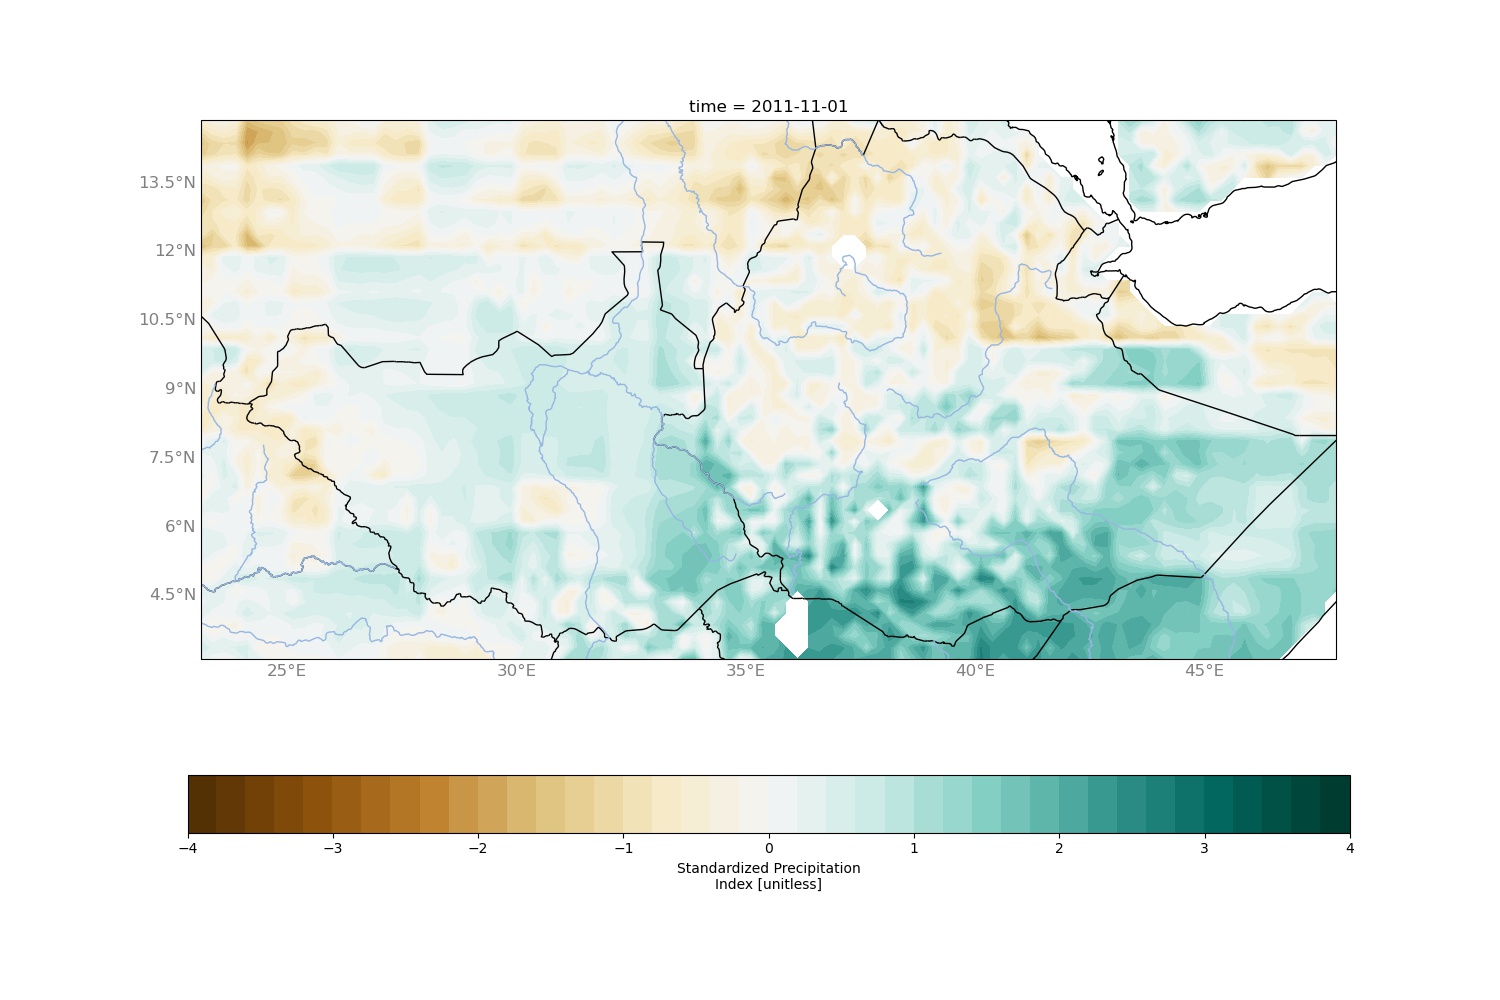 time = 2011-11-01
13.5°N
12°N
10.5°N
9°N
7.5°N
6°N
4.5°N
25°E 30°E 35°E 40°E 45°E
−4 −3 −2 −1 0 1 2 3 4
Standardized Precipitation
Index [unitless]